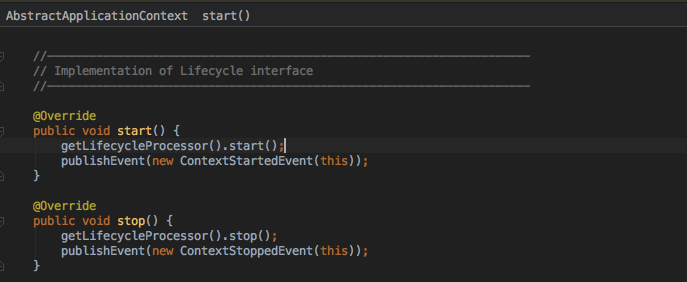 AbstractApplicationContext start()
//---------------------------------------------------------------------
// Implementation of Lifecycle interface
//---------------------------------------------------------------------
@Override
public void start() {
getLifecycleProcessor().start();
publishEvent(new ContextStartedEvent(this));
}
@Override
public void stop() {
getLifecycleProcessor().stop();
publishEvent(new ContextStoppedEvent(this));
}